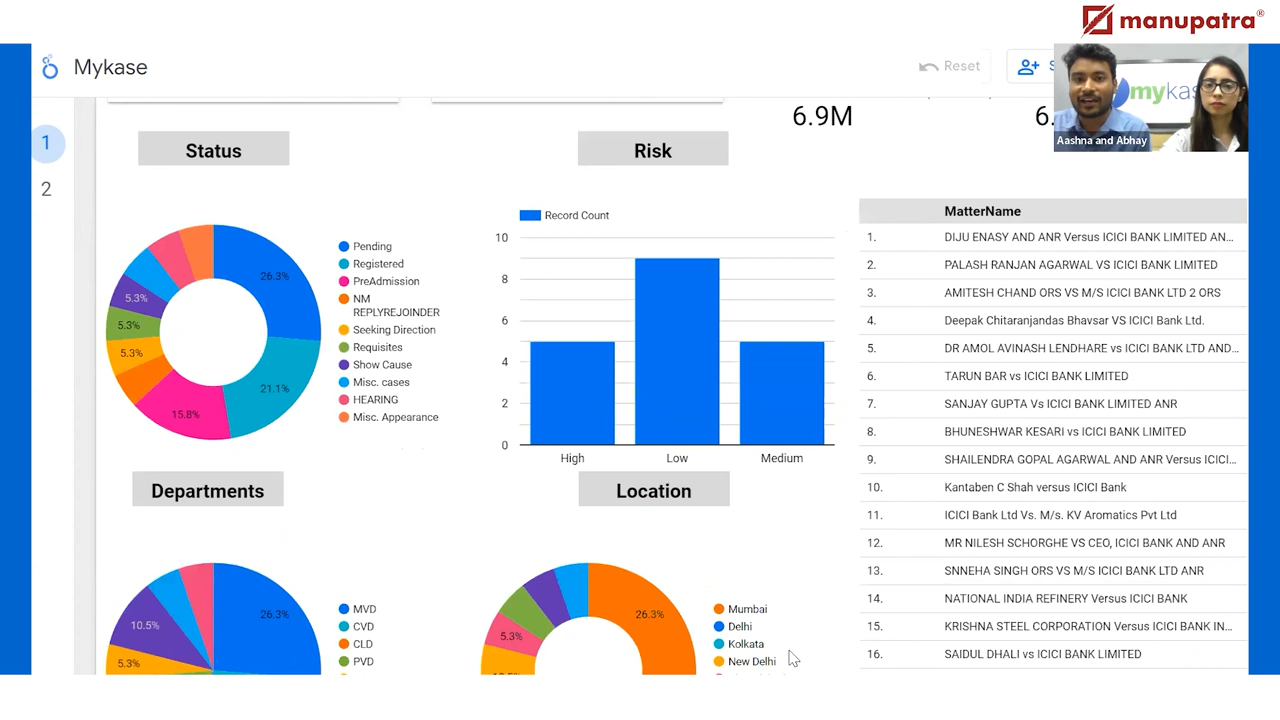 manupatra®
Mykase
Reset
myka
Aashna and Abhay
1
2
6.9M
6.
Status
Risk
Pending
Registered
PreAdmission
NM
REPLYREJOINDER
Seeking Direction
Requisites
Show Cause
Misc. cases
HEARING
Misc. Appearance
26.3%
21.1%
15.8%
5.3%
5.3%
5.3%
Record Count
10
8
6
4
2
0
High
Low
Medium
Departments
Location
26.3%
10.5%
5.3%
MVD
CVD
CLD
PVD
26.3%
5.3%
Mumbai
Delhi
Kolkata
New Delhi
MatterName
1. DIJU ENASY AND ANR Versus ICICI BANK LIMITED AN...
2. PALASH RANJAN AGARWAL VS ICICI BANK LIMITED
3. AMITESH CHAND ORS VS M/S ICICI BANK LTD 2 ORS
4. Deepak Chitaranjandas Bhavsar VS ICICI Bank Ltd.
5. DR AMOL AVINASH LENDHARE vs ICICI BANK LTD AND...
6. TARUN BAR vs ICICI BANK LIMITED
7. SANJAY GUPTA Vs ICICI BANK LIMITED ANR
8. BHUNESHWAR KESARI vs ICICI BANK LIMITED
9. SHAILENDRA GOPAL AGARWAL AND ANR Versus ICICI...
10. Kantaben C Shah versus ICICI Bank
11. ICICI Bank Ltd Vs. M/s. KV Aromatics Pvt Ltd
12. MR NILESH SCHORGHE VS CEO, ICICI BANK AND ANR
13. SNNEHA SINGH ORS VS M/S ICICI BANK LTD ANR
14. NATIONAL INDIA REFINERY Versus ICICI BANK
15. KRISHNA STEEL CORPORATION Versus ICICI BANK IN...
16. SAIDUL DHALI vs ICICI BANK LIMITED